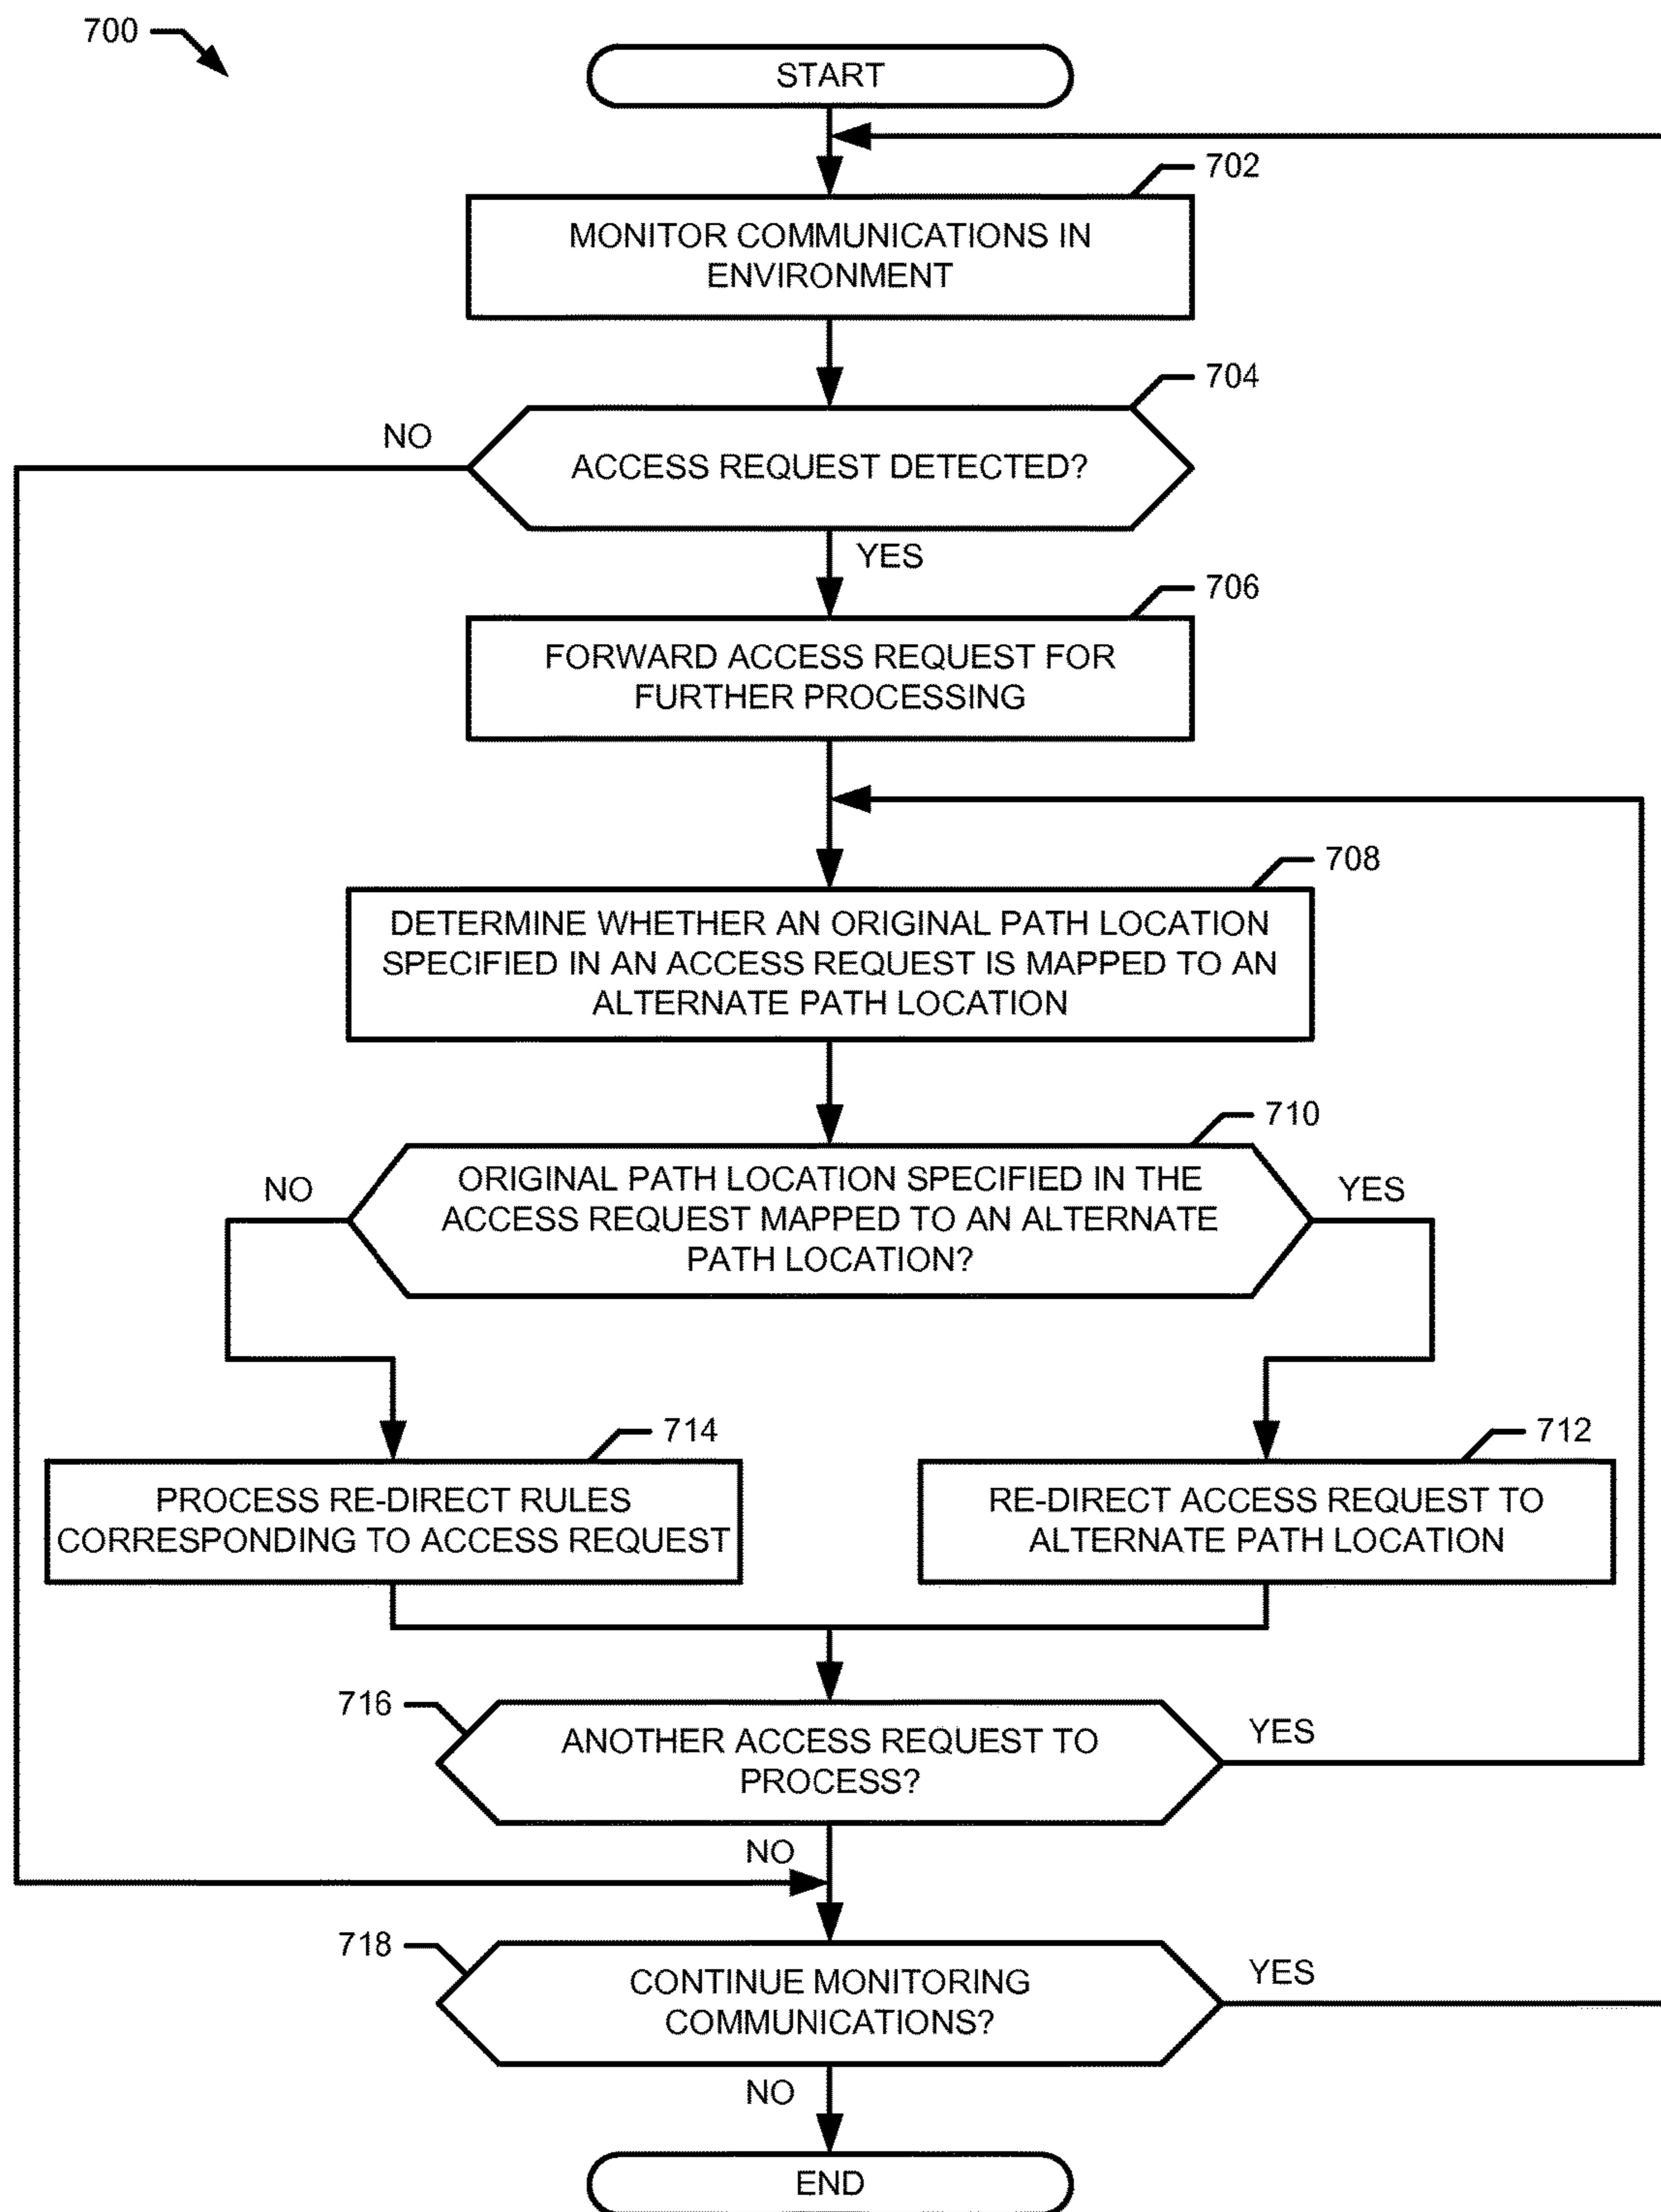 700
START
702
MONITOR COMMUNICATIONS IN
ENVIRONMENT
704
NO
ACCESS REQUEST DETECTED?
YES
706
FORWARD ACCESS REQUEST FOR
FURTHER PROCESSING
708
DETERMINE WHETHER AN ORIGINAL PATH LOCATION
SPECIFIED IN AN ACCESS REQUEST IS MAPPED TO AN
ALTERNATE PATH LOCATION
710
NO
ORIGINAL PATH LOCATION SPECIFIED IN THE
ACCESS REQUEST MAPPED TO AN ALTERNATE
PATH LOCATION?
YES
714
PROCESS RE-DIRECT RULES
CORRESPONDING TO ACCESS REQUEST
712
RE-DIRECT ACCESS REQUEST TO
ALTERNATE PATH LOCATION
716
ANOTHER ACCESS REQUEST TO
PROCESS?
YES
NO
718
CONTINUE MONITORING
COMMUNICATIONS?
YES
NO
END